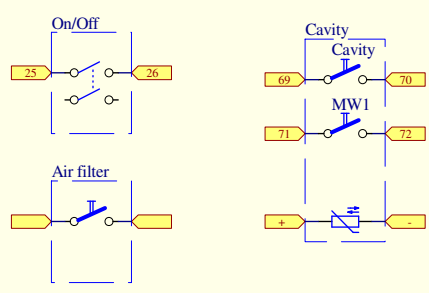 On/Off
25 26
Air filter
Cavity
Cavity
69 70
MW1
71 72
+ -